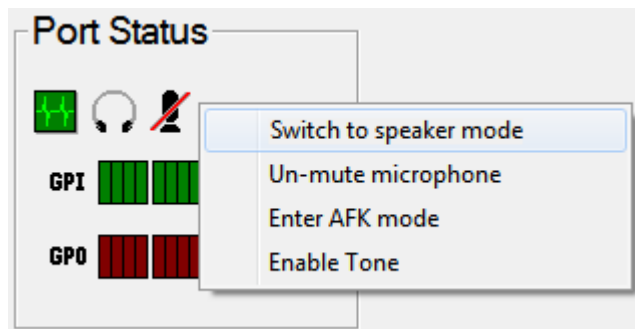 Port Status
Switch to speaker mode
Un-mute microphone
GPI
Enter AFK mode
GPO
Enable Tone